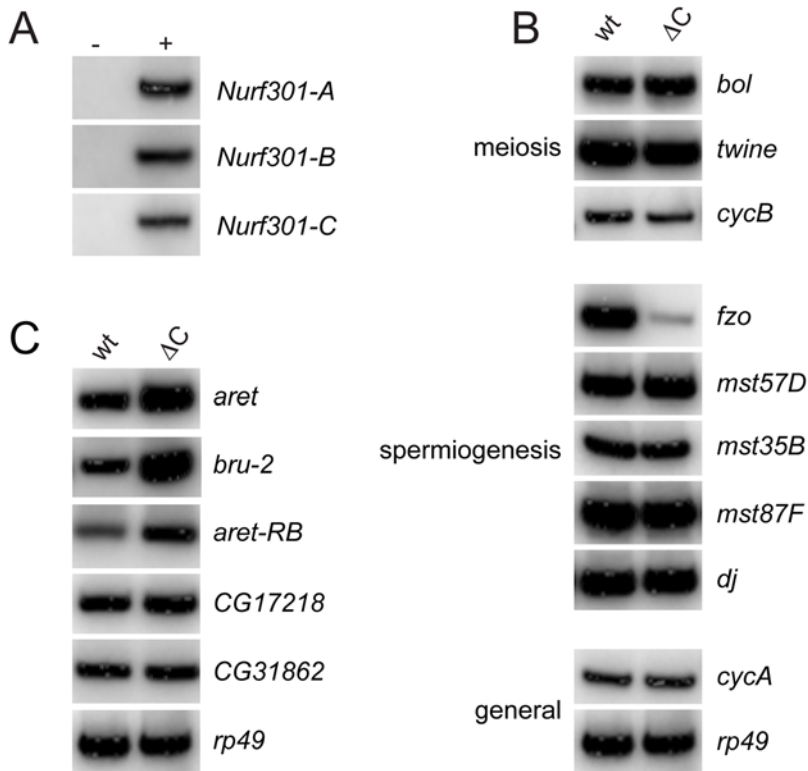 A
- +
Nurf301-A
Nurf301-B
Nurf301-C
B
wt ΔC
meiosis
bol
twine
cycB
spermiogenesis
fzo
mst57D
mst35B
mst87F
dj
general
cycA
rp49
C
wt ΔC
aret
bru-2
aret-RB
CG17218
CG31862
rp49